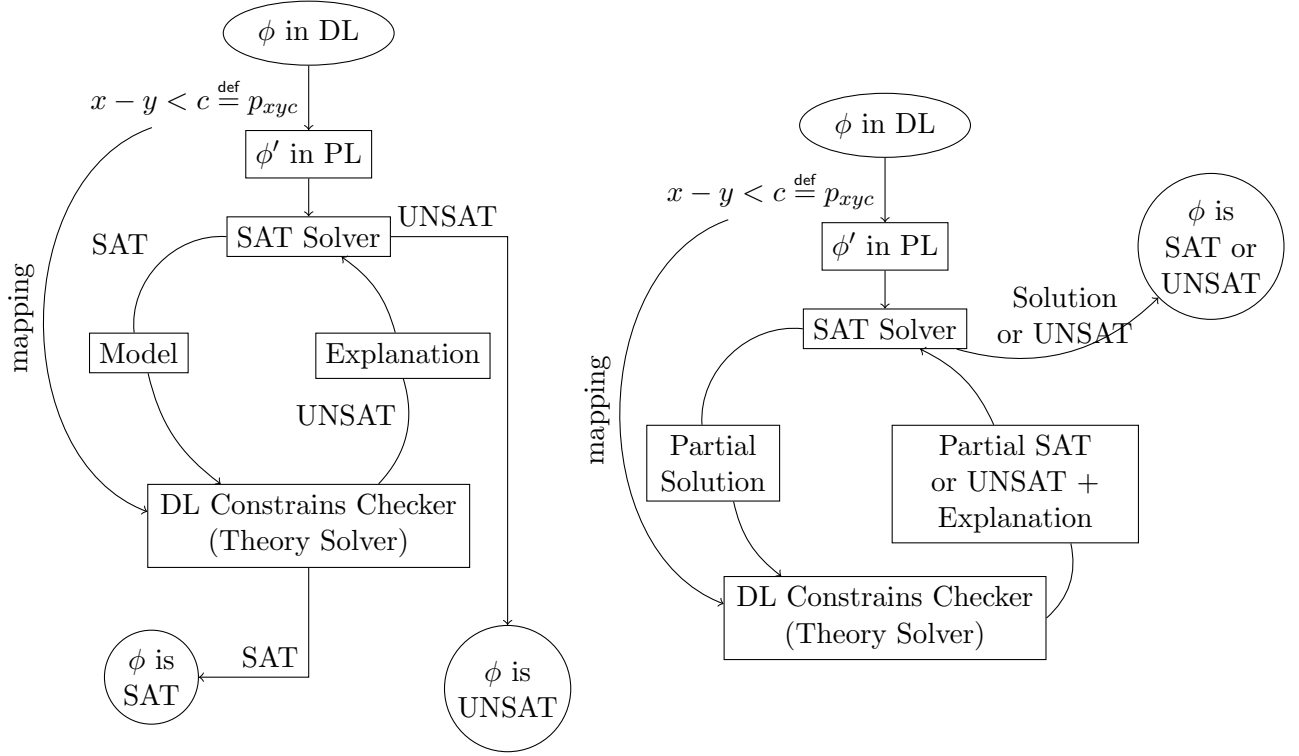 ϕ in DL
x − y < c def= p_xyc
ϕ′ in PL
SAT Solver
UNSAT
SAT
mapping
Model
Explanation
UNSAT
DL Constrains Checker
(Theory Solver)
SAT
ϕ is
SAT
ϕ is
UNSAT
ϕ in DL
x − y < c def= p_xyc
ϕ′ in PL
SAT Solver
Solution
or UNSAT
ϕ is
SAT or
UNSAT
mapping
Partial
Solution
Partial SAT
or UNSAT +
Explanation
DL Constrains Checker
(Theory Solver)